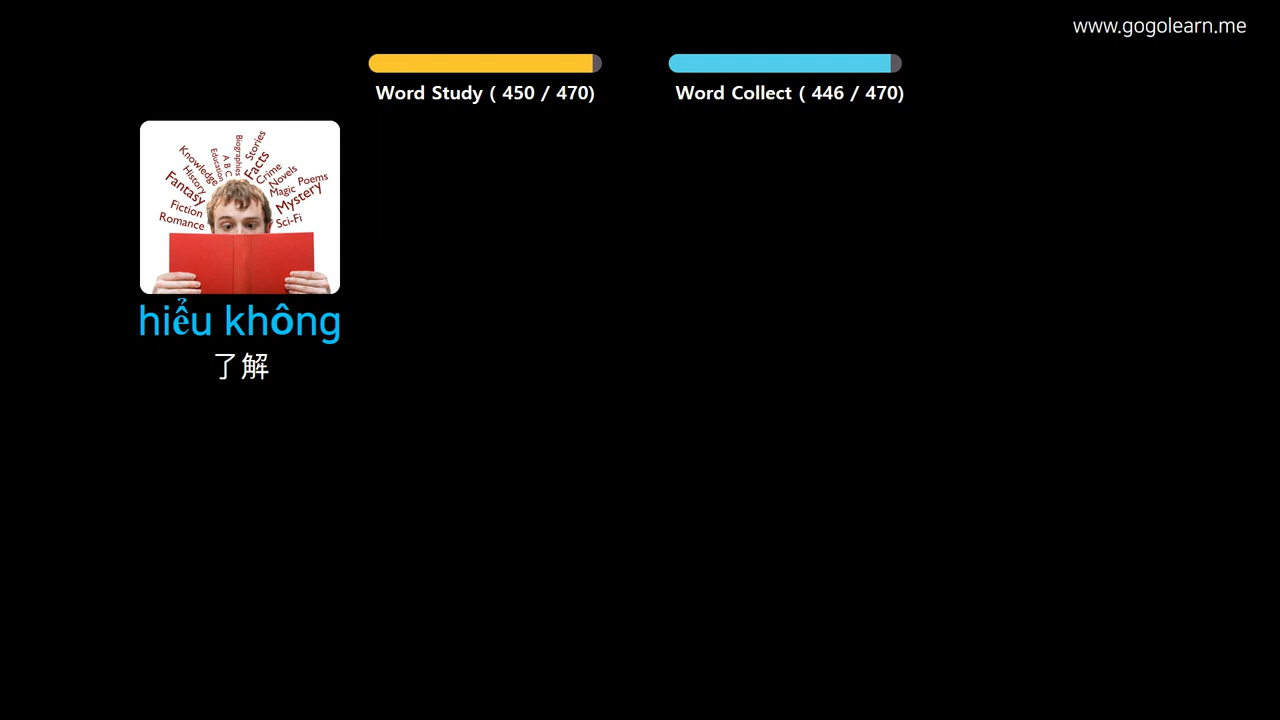 www.gogolearn.me
Word Study ( 450 / 470)
Word Collect ( 446 / 470)
Biographies
Stories
A B C
Facts
Education
Crime
Knowledge
Novels
History
Magic
Poems
Fantasy
Mystery
Fiction
Romance
Sci-Fi
hiểu không
了解